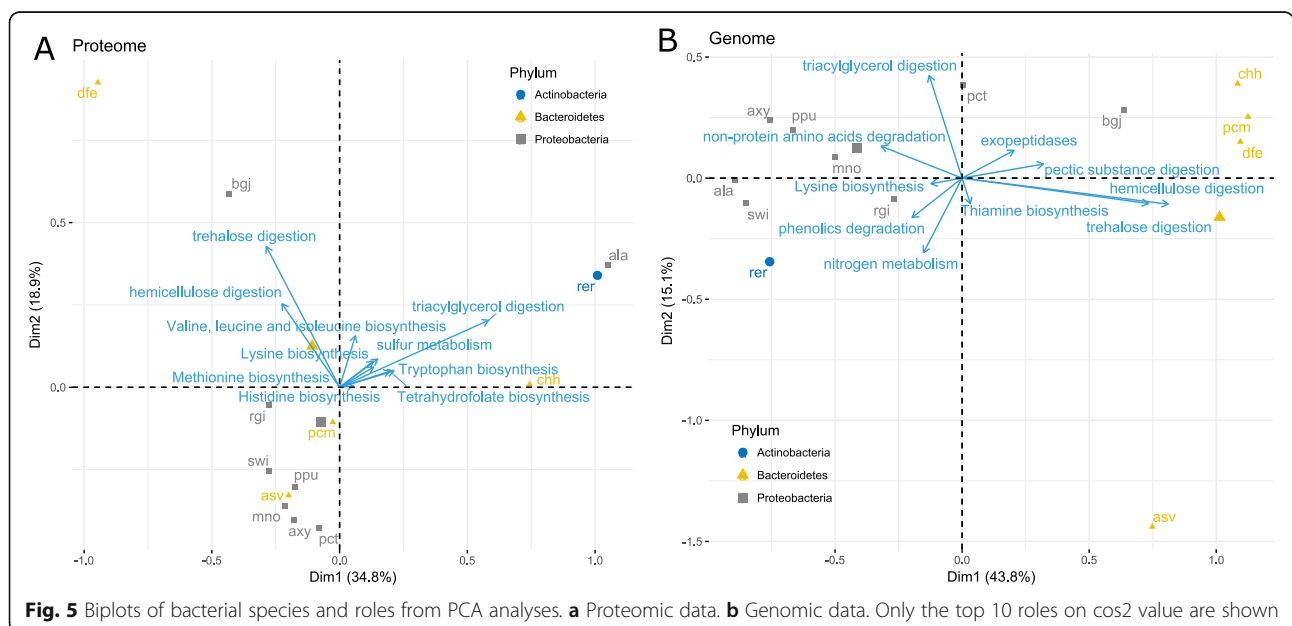 A
Proteome
dfe
Phylum
Actinobacteria
Bacteroidetes
Proteobacteria
bgj
0.5
trehalose digestion
ala
rer
hemicellulose digestion
triacylglycerol digestion
Valine, leucine and isoleucine biosynthesis
sulfur metabolism
Lysine biosynthesis
Tryptophan biosynthesis
Methionine biosynthesis
chh
0.0
Histidine biosynthesis
Tetrahydrofolate biosynthesis
rgi
pcm
swi
ppu
asv
mno
axy
pct
-1.0
-0.5
0.0
0.5
1.0
Dim1 (34.8%)
Dim2 (18.9%)
B
Genome
0.5
triacylglycerol digestion
chh
pct
axy
ppu
bgj
pcm
non-protein amino acids degradation
exopeptidases
dfe
mno
pectic substance digestion
0.0
ala
Lysine biosynthesis
hemicellulose digestion
swi
rgi
Thiamine biosynthesis
phenolics degradation
trehalose digestion
nitrogen metabolism
rer
-0.5
-1.0
Phylum
Actinobacteria
Bacteroidetes
Proteobacteria
asv
-1.5
-1.0
-0.5
0.0
0.5
1.0
Dim1 (43.8%)
Dim2 (15.1%)
Fig. 5 Biplots of bacterial species and roles from PCA analyses. a Proteomic data. b Genomic data. Only the top 10 roles on cos2 value are shown